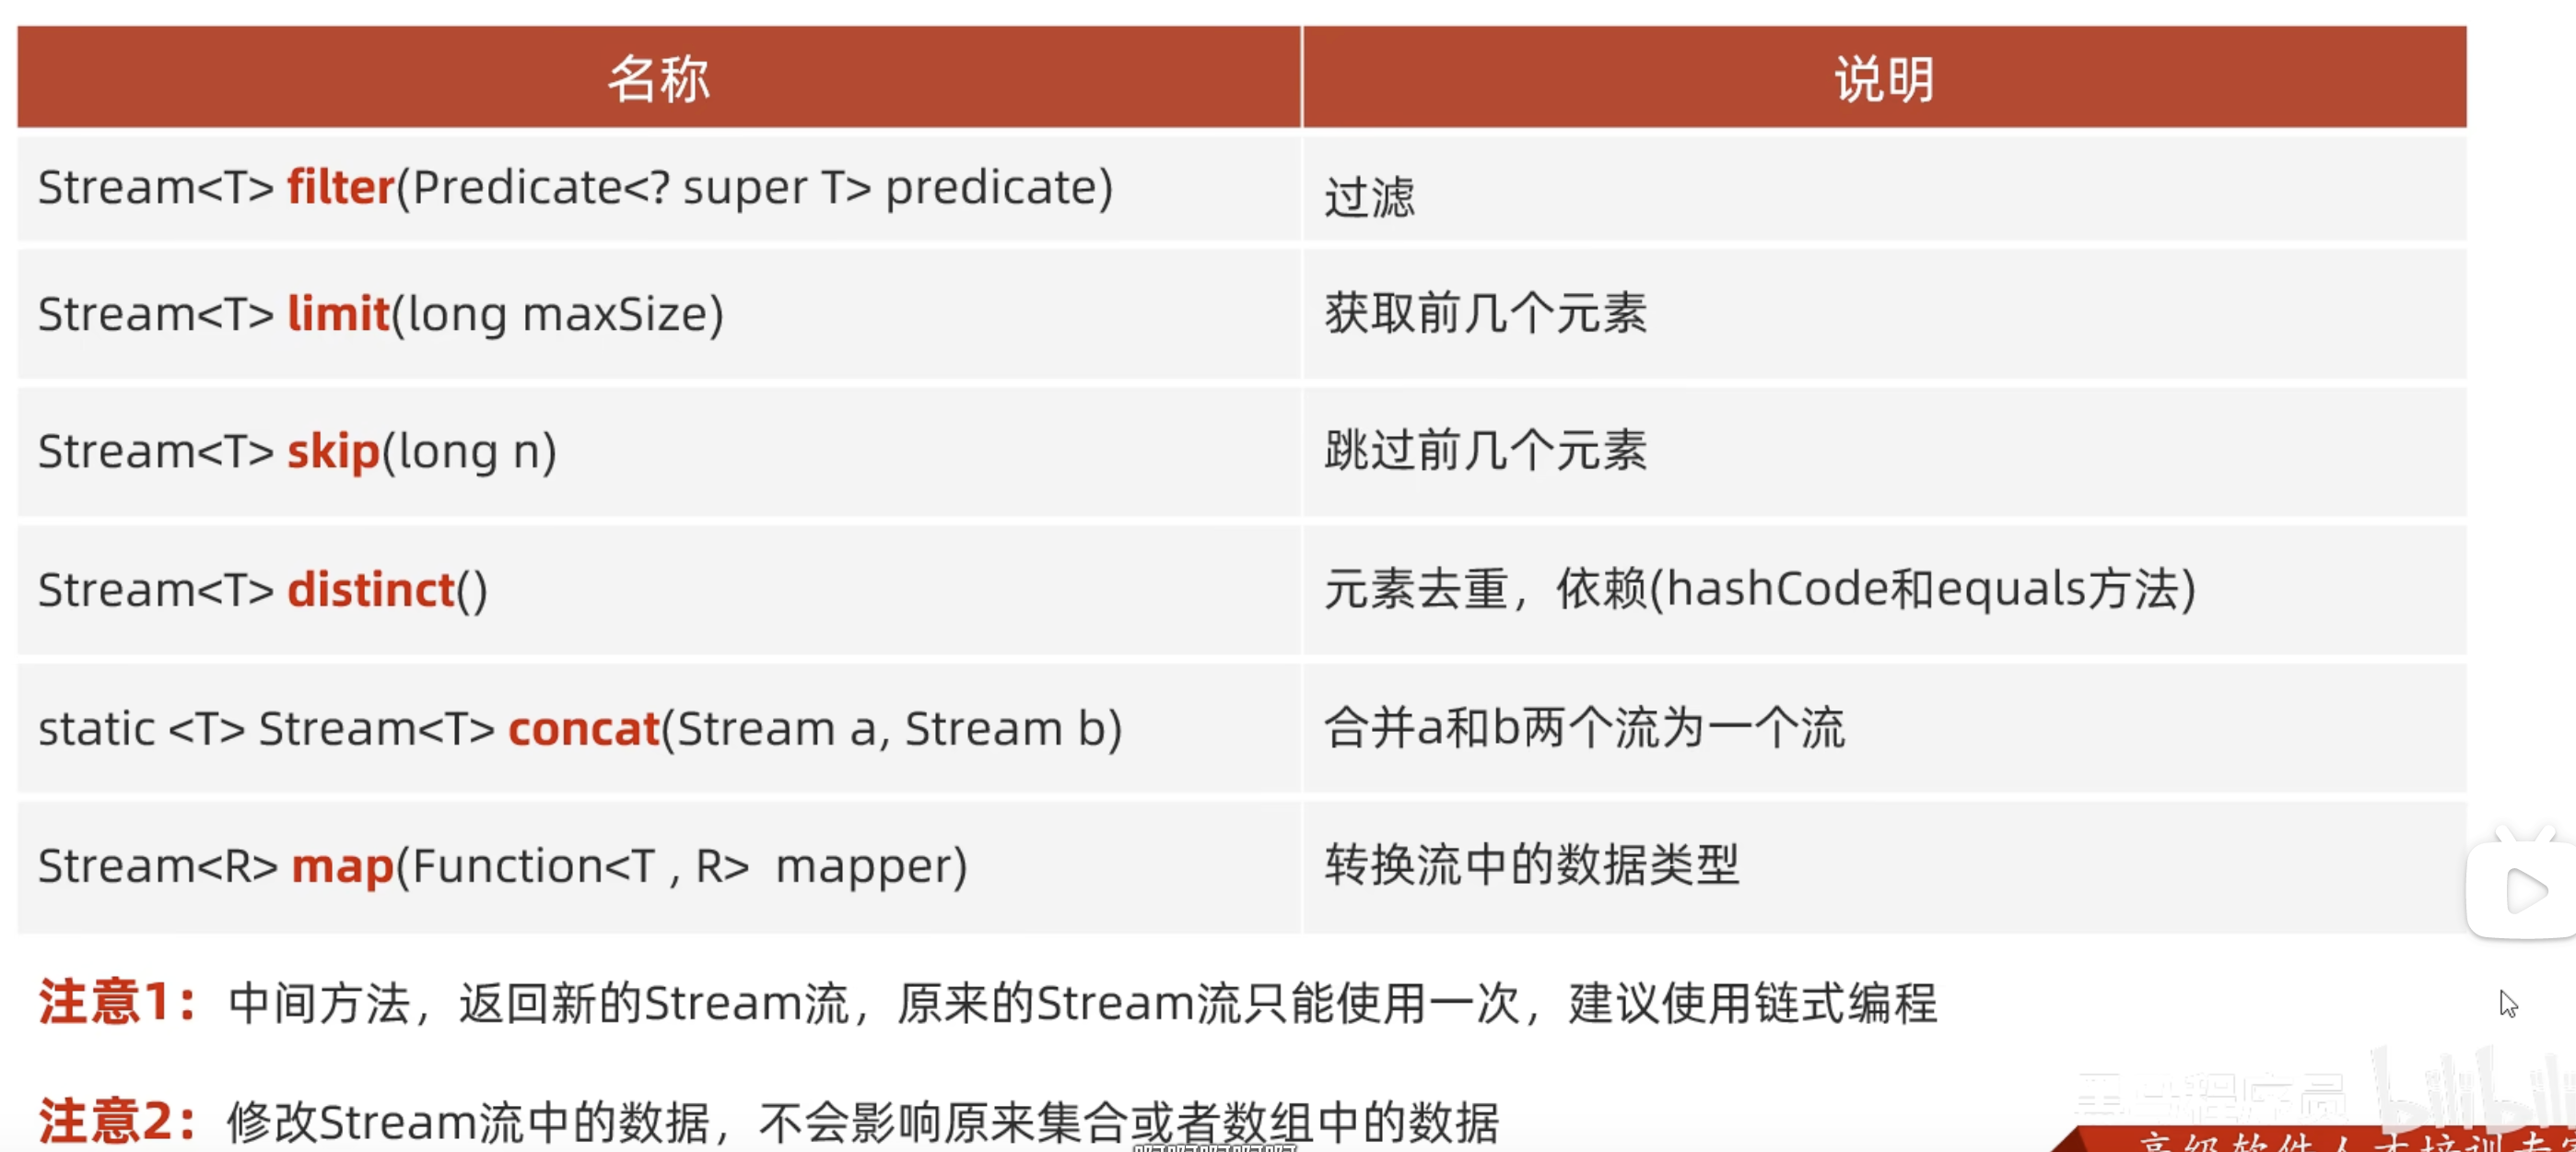 名称
说明
Stream<T> filter(Predicate<? super T> predicate)
过滤
Stream<T> limit(long maxSize)
获取前几个元素
Stream<T> skip(long n)
跳过前几个元素
Stream<T> distinct()
元素去重，依赖(hashCode和equals方法)
static <T> Stream<T> concat(Stream a, Stream b)
合并a和b两个流为一个流
Stream<R> map(Function<T , R> mapper)
转换流中的数据类型
注意1：中间方法，返回新的Stream流，原来的Stream流只能使用一次，建议使用链式编程
注意2：修改Stream流中的数据，不会影响原来集合或者数组中的数据
黑马程序员
bilibili
高级软件人才培训专家